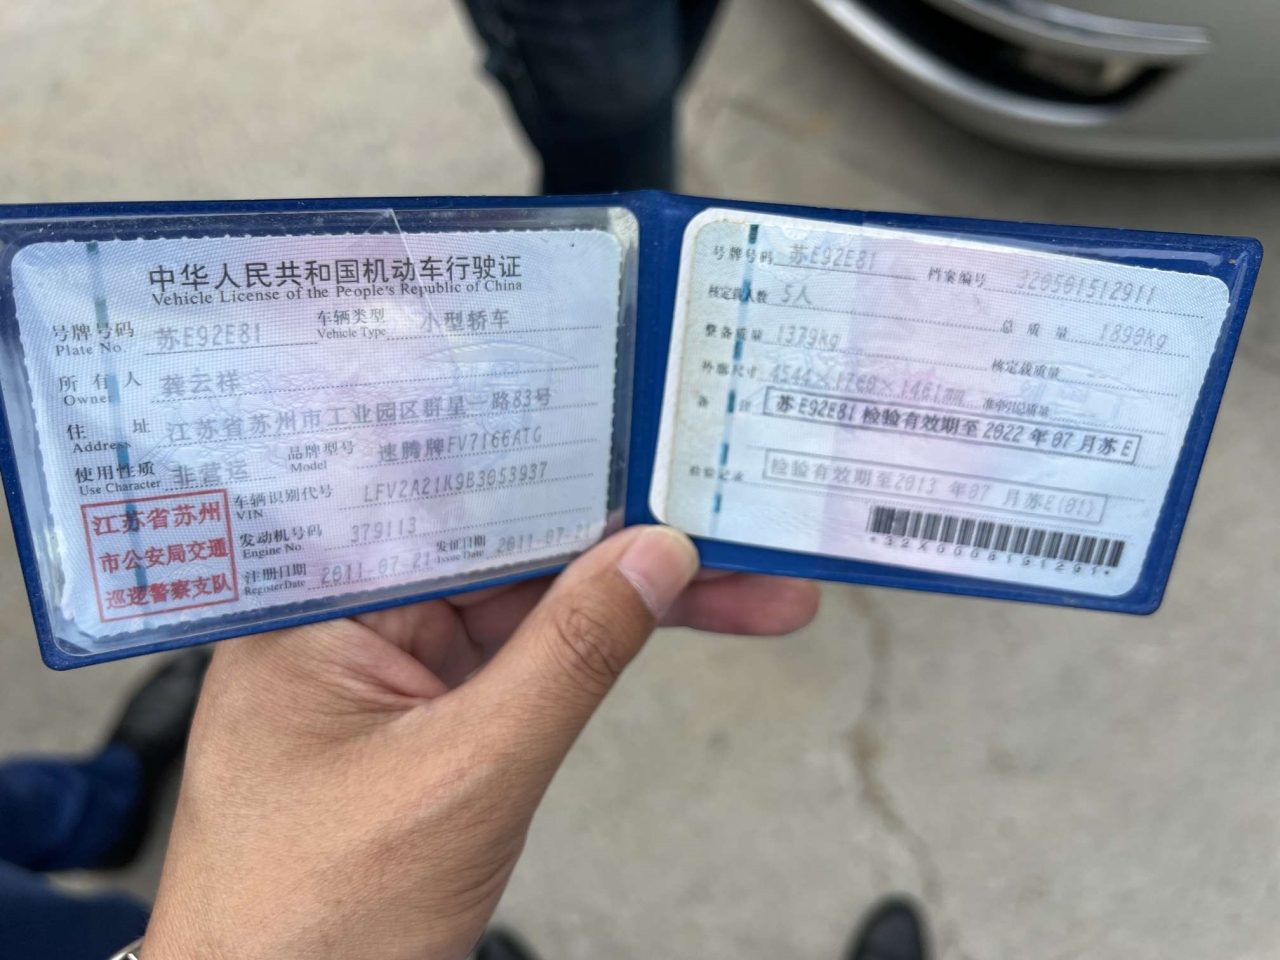 中华人民共和国机动车行驶证
Vehicle License of the People's Republic of China
号牌号码 苏E92E81 车辆类型 小型轿车
Plate No. Vehicle Type
所有人 龚云祥
Owner
住址 江苏省苏州市工业园区群星一路83号
Address
使用性质 非营运 品牌型号 速腾牌FV7166ATG
Use Character Model
江苏省苏州
市公安局交通
巡逻警察支队
车辆识别代号 LFV2A21K9B3053937
VIN
发动机号码 379113
Engine No.
注册日期 2011-07-21 发证日期 2011-07-21
RegisterDate Issue Date
号牌号码 苏E92E81 档案编号 320501512911
核定载人数 5人 总质量 1890kg
整备质量 1379kg 核定载质量
外廓尺寸 4544×1760×1461mm 准牵引总质量
备注 苏E92E81 检验有效期至2022年07月苏E
检验记录 检验有效期至2013年07月苏E(01)